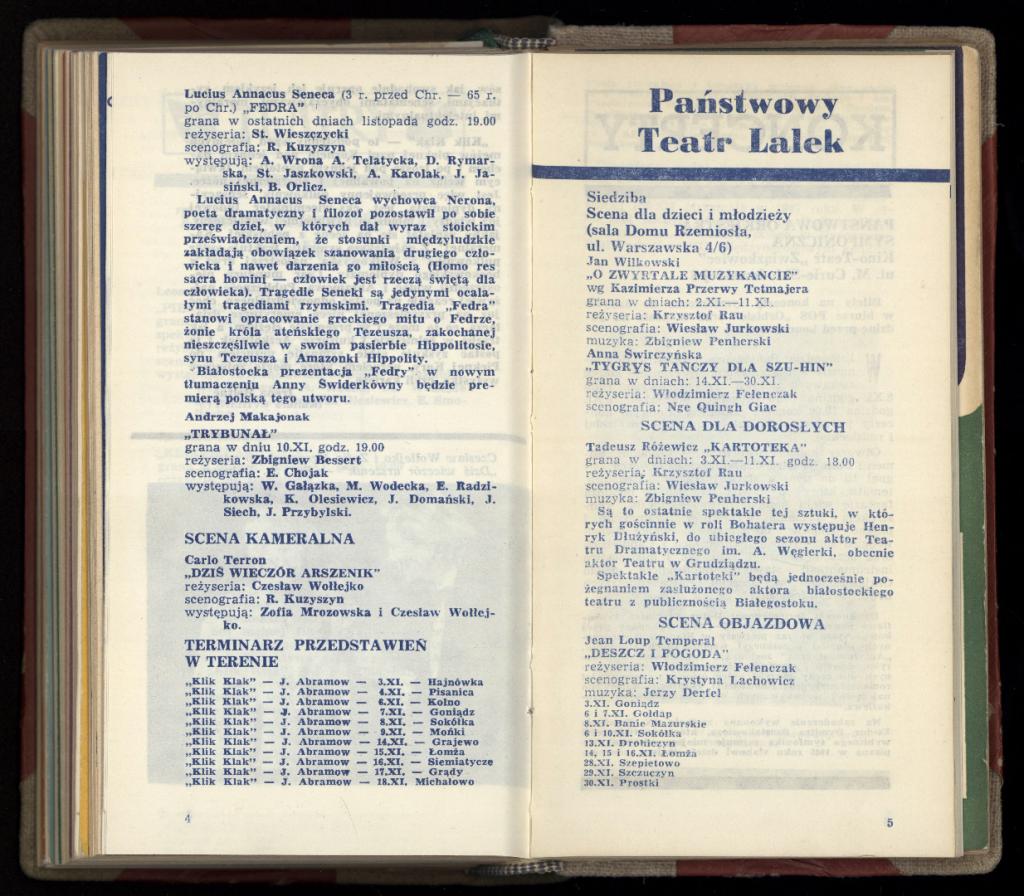 Lucius Annacus Seneca (3 r. przed Chr. — 65 r.
po Chr.) „FEDRA”
grana w ostatnich dniach listopada godz. 19.00
reżyseria: St. Wieszczycki
scenografia: R. Kuzyszyn
występują: A. Wrona A. Telatycka, D. Rymar-
ska, St. Jaszkowski, A. Karolak, J. Ja-
siński, B. Orlicz.
Lucius Annacus Seneca wychowca Nerona,
poeta dramatyczny i filozof pozostawił po sobie
szereg dzieł, w których dał wyraz stoickim
przeświadczeniem, że stosunki międzyludzkie
zakładają obowiązek szanowania drugiego czło-
wieka i nawet darzenia go miłością (Homo res
sacra homini — człowiek jest rzeczą świętą dla
człowieka). Tragedie Seneki są jedynymi ocala-
łymi tragediami rzymskimi. Tragedia „Fedra”
stanowi opracowanie greckiego mitu o Fedrze,
żonie króla ateńskiego Tezeusza, zakochanej
nieszczęśliwie w swoim pasierbie Hippolitosie,
synu Tezeusza i Amazonki Hippolity.
Białostocka prezentacja „Fedry” w nowym
tłumaczeniu Anny Świderkówny będzie pre-
mierą polską tego utworu.
Andrzej Makajonak
„TRYBUNAŁ”
grana w dniu 10.XI. godz. 19.00
reżyseria: Zbigniew Bessert
scenografia: E. Chojak
występują: W. Gałązka, M. Wodecka, E. Radzi-
kowska, K. Olesiewicz, J. Domański, J.
Siech, J. Przybylski.
SCENA KAMERALNA
Carlo Terron
„DZIŚ WIECZÓR ARSZENIK”
reżyseria: Czesław Wołłejko
scenografia: R. Kuzyszyn
występują: Zofia Mrozowska i Czesław Wołłej-
ko.
TERMINARZ PRZEDSTAWIEŃ
W TERENIE
„Klik Klak” — J. Abramow — 3.XI. — Hajnówka
„Klik Klak” — J. Abramow — 4.XI. — Pisanica
„Klik Klak” — J. Abramow — 6.XI. — Kolno
„Klik Klak” — J. Abramow — 7.XI. — Goniądz
„Klik Klak” — J. Abramow — 8.XI. — Sokółka
„Klik Klak” — J. Abramow — 9.XI. — Mońki
„Klik Klak” — J. Abramow — 14.XI. — Grajewo
„Klik Klak” — J. Abramow — 15.XI. — Łomża
„Klik Klak” — J. Abramow — 16.XI. — Siemiatycze
„Klik Klak” — J. Abramow — 17.XI. — Grądy
„Klik Klak” — J. Abramow — 18.XI. Michałowo
4
Państwowy
Teatr Lalek
Siedziba
Scena dla dzieci i młodzieży
(sala Domu Rzemiosła,
ul. Warszawska 4/6)
Jan Wilkowski
„O ZWYRTALE MUZYKANCIE”
wg Kazimierza Przerwy Tetmajera
grana w dniach: 2.XI.—11.XI.
reżyseria: Krzysztof Rau
scenografia: Wiesław Jurkowski
muzyka: Zbigniew Penherski
Anna Świrczyńska
„TYGRYS TAŃCZY DLA SZU-HIN”
grana w dniach: 14.XI.—30.XI.
reżyseria: Włodzimierz Felenczak
scenografia: Nge Quingh Giac
SCENA DLA DOROSŁYCH
Tadeusz Różewicz „KARTOTEKA”
grana w dniach: 3.XI.—11.XI. godz. 18.00
reżyseria: Krzysztof Rau
scenografia: Wiesław Jurkowski
muzyka: Zbigniew Penherski
Są to ostatnie spektakle tej sztuki, w któ-
rych gościnnie w roli Bohatera występuje Hen-
ryk Dłużyński, do ubiegłego sezonu aktor Tea-
tru Dramatycznego im. A. Węgierki, obecnie
aktor Teatru w Grudziądzu.
Spektakle „Kartoteki” będą jednocześnie po-
żegnaniem zasłużonego aktora białostockiego
teatru z publicznością Białegostoku.
SCENA OBJAZDOWA
Jean Loup Temperal
„DESZCZ I POGODA”
reżyseria: Włodzimierz Felenczak
scenografia: Krystyna Lachowicz
muzyka: Jerzy Derfel
3.XI. Goniądz
6 i 7.XI. Gołdap
8.XI. Banie Mazurskie
6 i 10.XI. Sokółka
13.XI. Drohiczyn
14, 15 i 16.XI. Łomża
28.XI. Szepietowo
29.XI. Szczuczyn
30.XI. Prostki
5